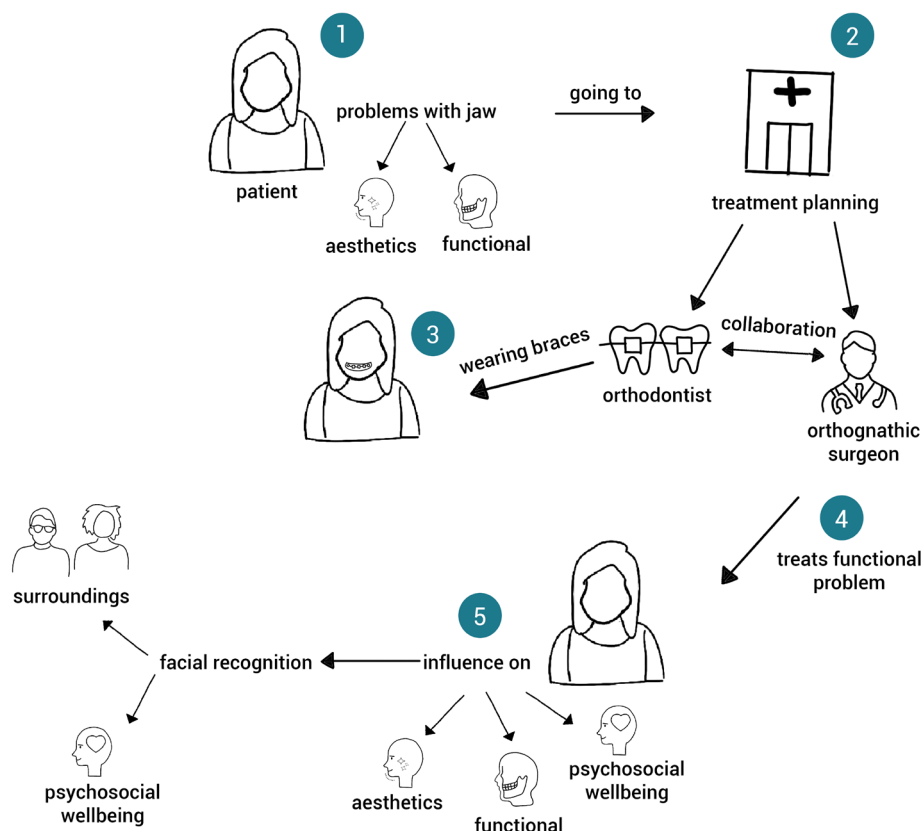 1
patient
problems with jaw
aesthetics
functional
going to
2
treatment planning
orthodontist
collaboration
orthognathic
surgeon
wearing braces
3
4
treats functional
problem
5
influence on
aesthetics
functional
psychosocial
wellbeing
facial recognition
surroundings
psychosocial
wellbeing